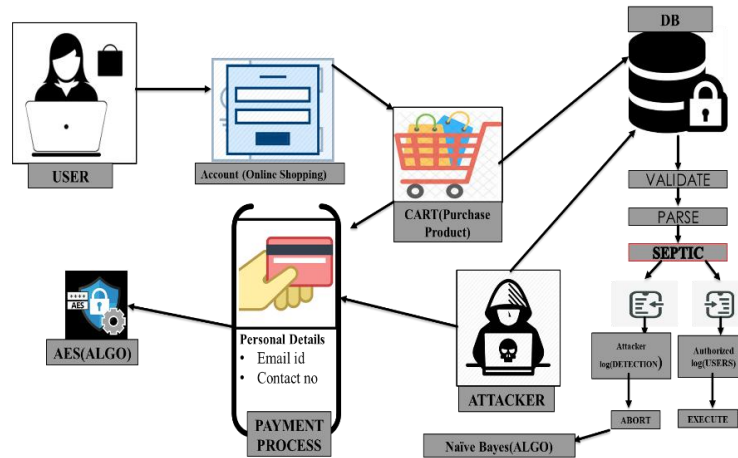 DB
USER
Account (Online Shopping)
CART(Purchase
Product)
VALIDATE
PARSE
SEPTIC
AES
AES(ALGO)
Personal Details
• Email id
• Contact no
PAYMENT
PROCESS
ATTACKER
Attacker
log(DETECTION)
Authorized
log(USERS)
ABORT
EXECUTE
Naïve Bayes(ALGO)